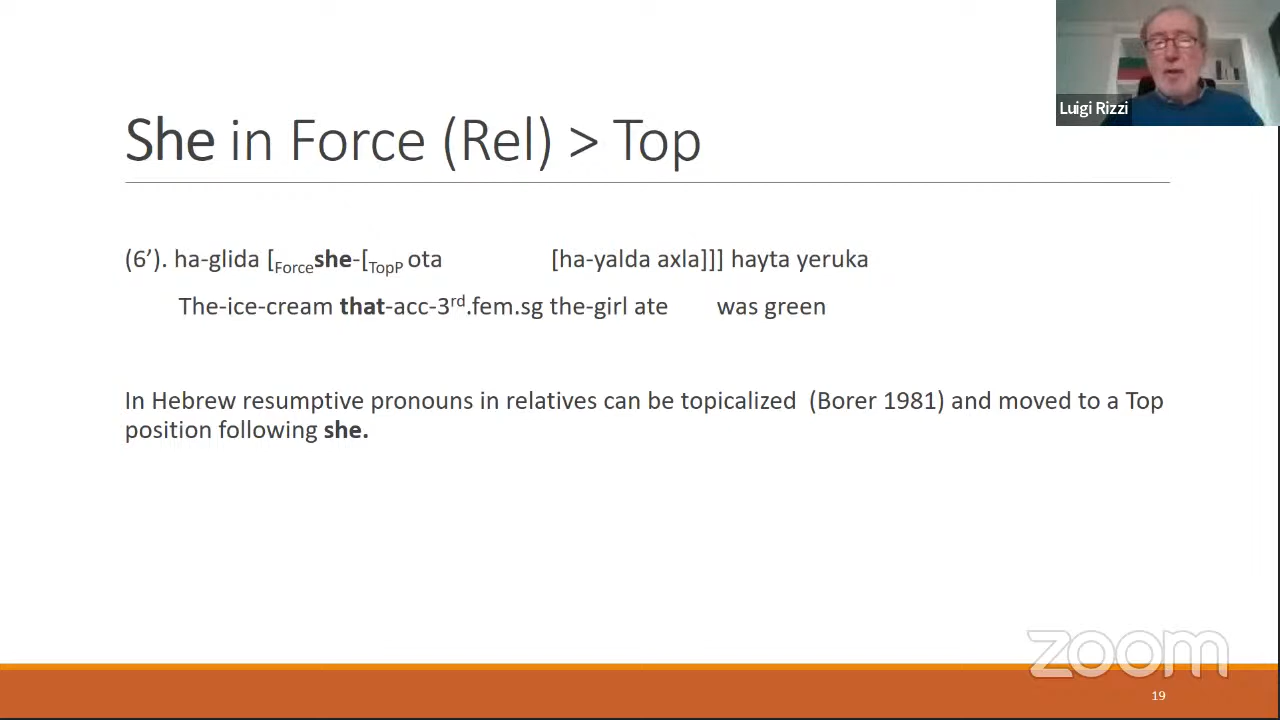 Luigi Rizzi
She in Force (Rel) > Top
(6’). ha-glida [Forceshe-[TopP ota [ha-yalda axla]]] hayta yeruka
The-ice-cream that-acc-3rd.fem.sg the-girl ate was green
In Hebrew resumptive pronouns in relatives can be topicalized (Borer 1981) and moved to a Top
position following she.
zoom
19